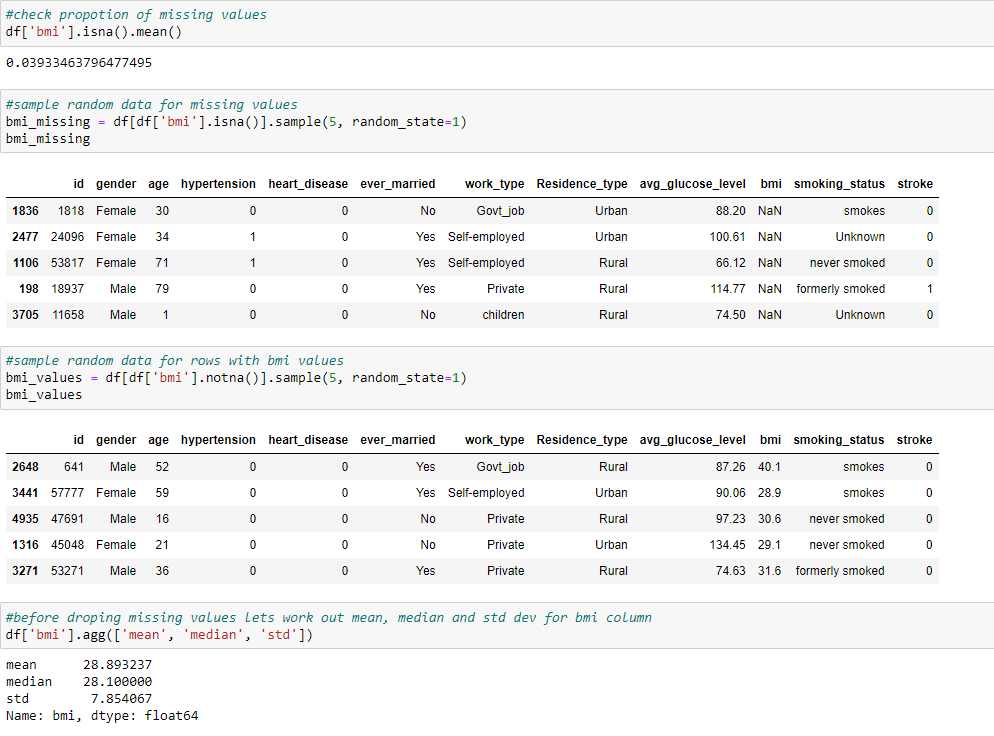 #check propotion of missing values
df['bmi'].isna().mean()
0.03933463796477495
#sample random data for missing values
bmi_missing = df[df['bmi'].isna()].sample(5, random_state=1)
bmi_missing
id gender age hypertension heart_disease ever_married work_type Residence_type avg_glucose_level bmi smoking_status stroke
1836 1818 Female 30 0 0 No Govt_job Urban 88.20 NaN smokes 0
2477 24096 Female 34 1 0 Yes Self-employed Urban 100.61 NaN Unknown 0
1106 53817 Female 71 1 0 Yes Self-employed Rural 66.12 NaN never smoked 0
198 18937 Male 79 0 0 Yes Private Rural 114.77 NaN formerly smoked 1
3705 11658 Male 1 0 0 No children Rural 74.50 NaN Unknown 0
#sample random data for rows with bmi values
bmi_values = df[df['bmi'].notna()].sample(5, random_state=1)
bmi_values
id gender age hypertension heart_disease ever_married work_type Residence_type avg_glucose_level bmi smoking_status stroke
2648 641 Male 52 0 0 Yes Govt_job Rural 87.26 40.1 smokes 0
3441 57777 Female 59 0 0 Yes Self-employed Urban 90.06 28.9 smokes 0
4935 47691 Male 16 0 0 No Private Rural 97.23 30.6 never smoked 0
1316 45048 Female 21 0 0 No Private Urban 134.45 29.1 never smoked 0
3271 53271 Male 36 0 0 Yes Private Rural 74.63 31.6 formerly smoked 0
#before droping missing values lets work out mean, median and std dev for bmi column
df['bmi'].agg(['mean', 'median', 'std'])
mean 28.893237
median 28.100000
std 7.854067
Name: bmi, dtype: float64